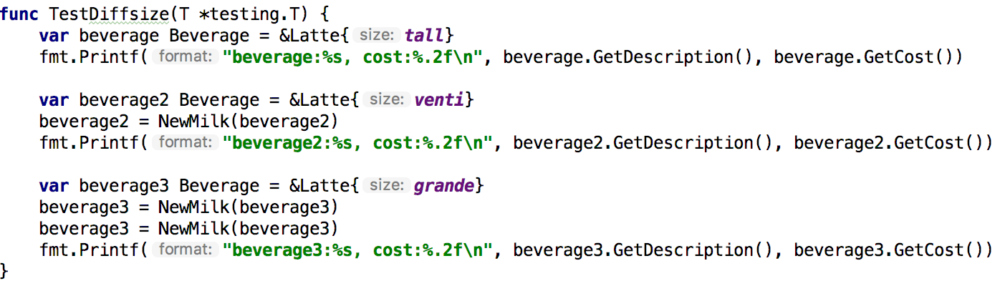 func TestDiffsize(T *testing.T) {
    var beverage Beverage = &Latte{ size: tall}
    fmt.Printf( format: "beverage:%s, cost:%.2f\n", beverage.GetDescription(), beverage.GetCost())

    var beverage2 Beverage = &Latte{ size: venti}
    beverage2 = NewMilk(beverage2)
    fmt.Printf( format: "beverage2:%s, cost:%.2f\n", beverage2.GetDescription(), beverage2.GetCost())

    var beverage3 Beverage = &Latte{ size: grande}
    beverage3 = NewMilk(beverage3)
    beverage3 = NewMilk(beverage3)
    fmt.Printf( format: "beverage3:%s, cost:%.2f\n", beverage3.GetDescription(), beverage3.GetCost())
}